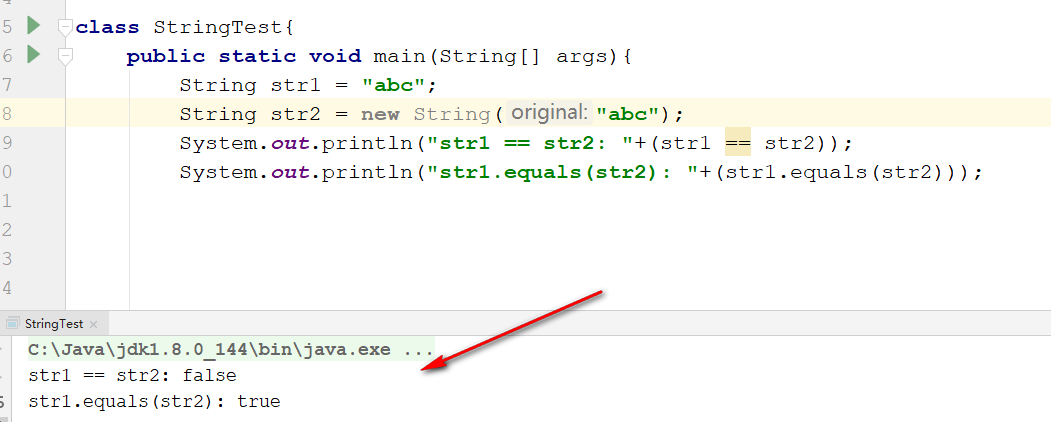 5 class StringTest{
6 public static void main(String[] args){
7 String str1 = "abc";
8 String str2 = new String( original: "abc");
9 System.out.println("str1 == str2: "+(str1 == str2));
0 System.out.println("str1.equals(str2): "+(str1.equals(str2)));
1
2
3
4
StringTest ×
C:\Java\jdk1.8.0_144\bin\java.exe ...
str1 == str2: false
str1.equals(str2): true